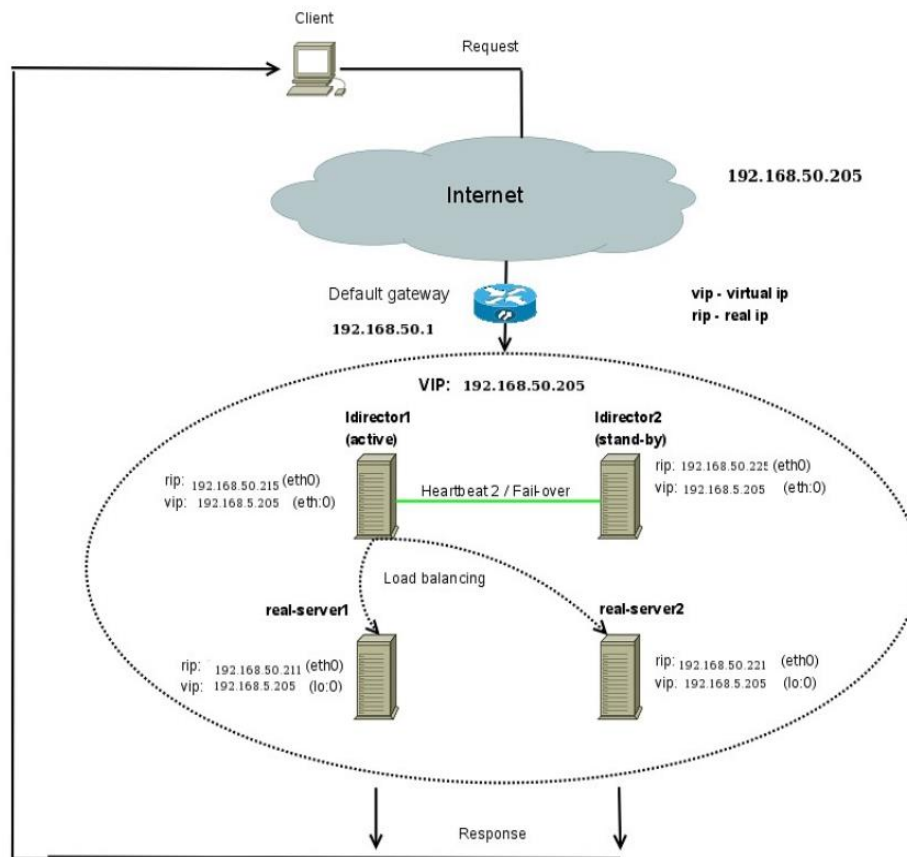 Client
Request
Internet
192.168.50.205
Default gateway
192.168.50.1
vip - virtual ip
rip - real ip
VIP: 192.168.50.205
ldirector1
(active)
ldirector2
(stand-by)
rip: 192.168.50.215 (eth0)
vip: 192.168.5.205 (eth:0)
Heartbeat 2 / Fail-over
rip: 192.168.50.225 (eth0)
vip: 192.168.5.205 (eth:0)
Load balancing
real-server1
real-server2
rip: 192.168.50.211 (eth0)
vip: 192.168.5.205 (lo:0)
rip: 192.168.50.221 (eth0)
vip: 192.168.5.205 (lo:0)
Response